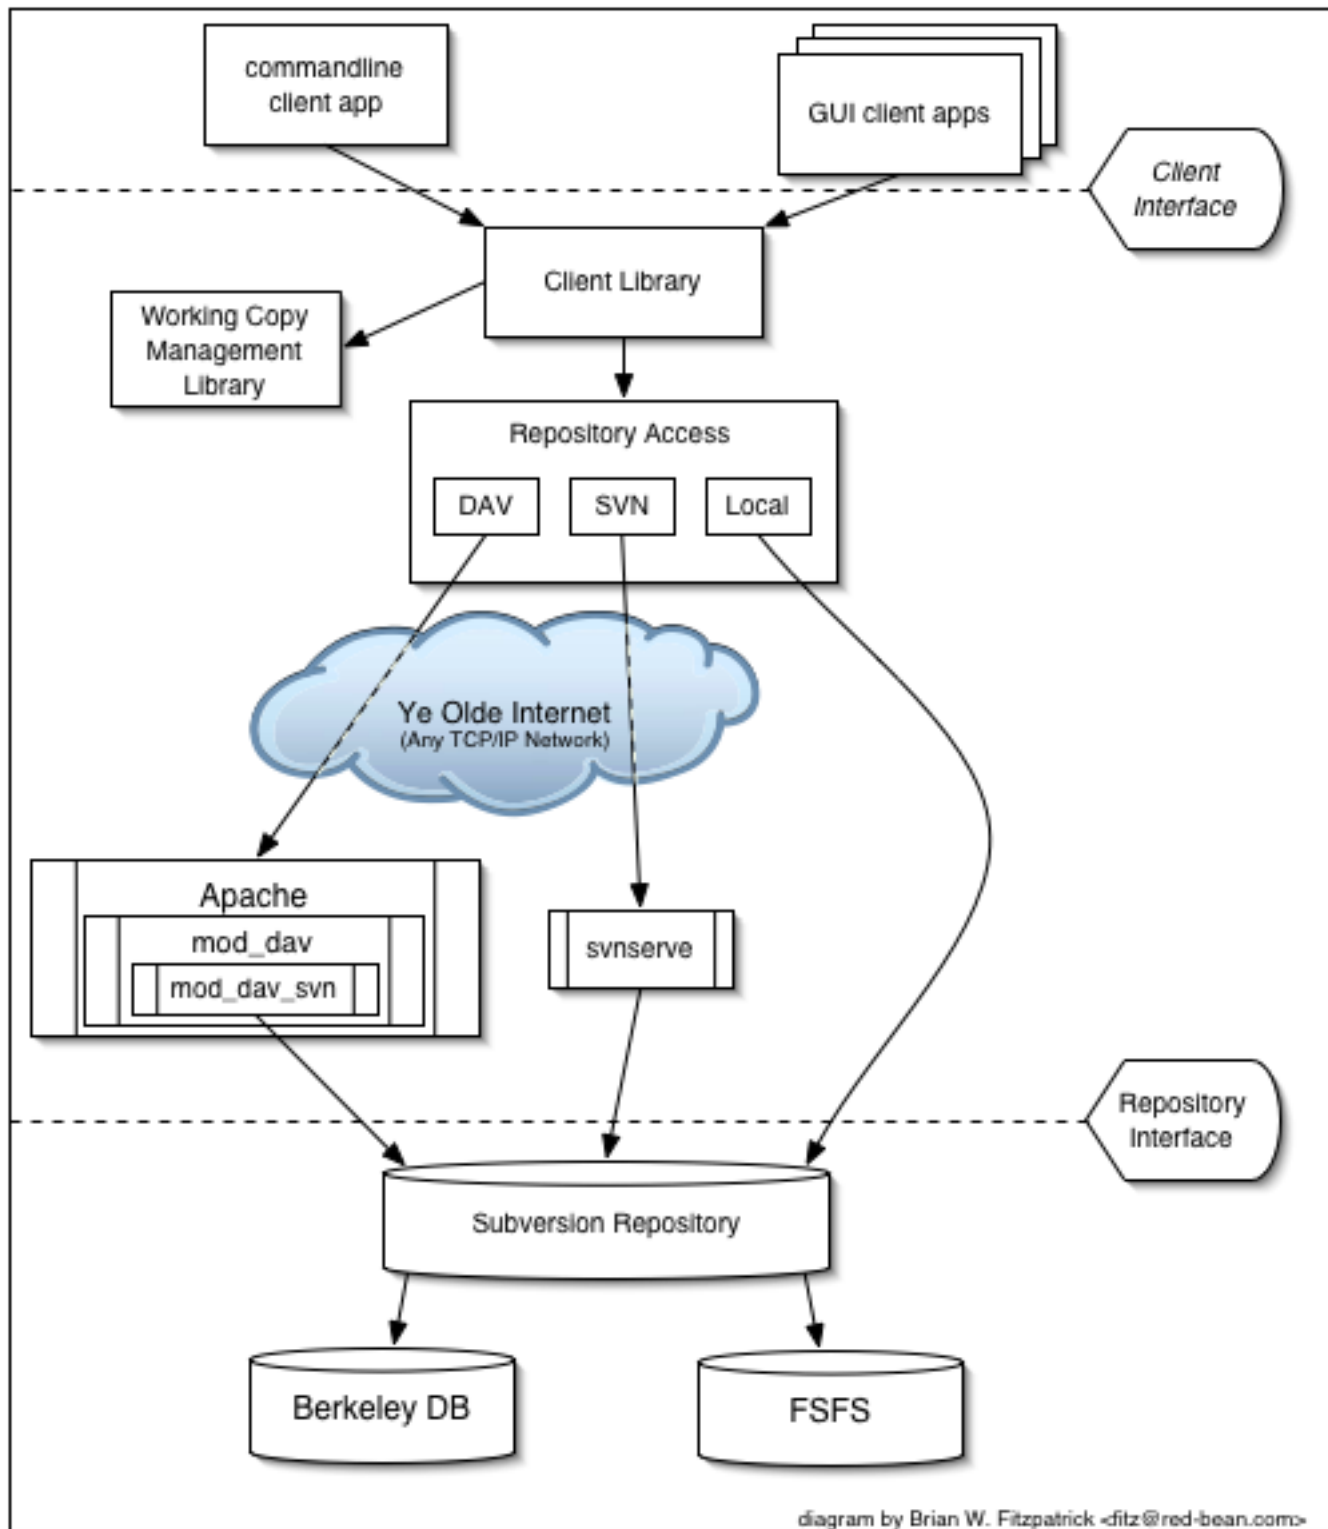 commandline
client app
GUI client apps
Client
Interface
Client Library
Working Copy
Management
Library
Repository Access
DAV
SVN
Local
Ye Olde Internet
(Any TCP/IP Network)
Apache
mod_dav
mod_dav_svn
svnserve
Repository
Interface
Subversion Repository
Berkeley DB
FSFS
diagram by Brian W. Fitzpatrick <fitz@red-bean.com>